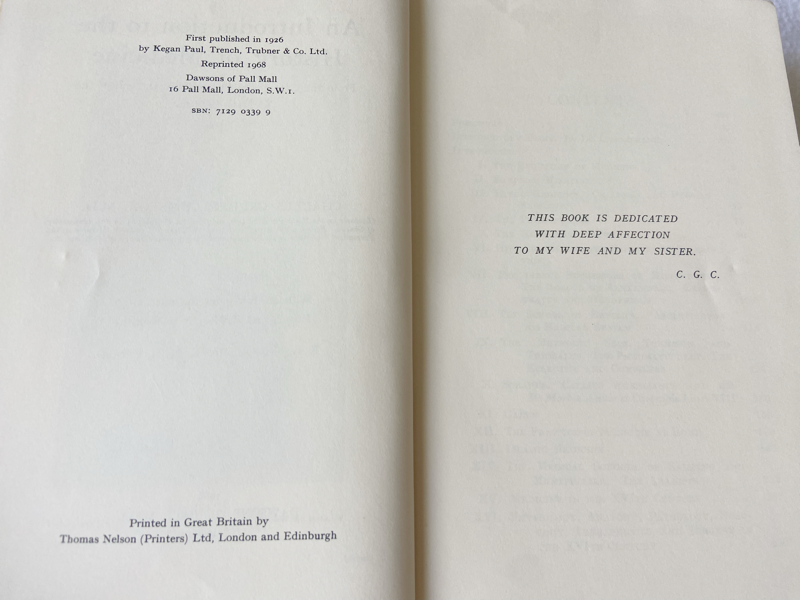 First published in 1926
by Kegan Paul, Trench, Trubner & Co. Ltd.
Reprinted 1968
Dawsons of Pall Mall
16 Pall Mall, London, S.W.1.
SBN: 7129 0339 9
Printed in Great Britain by
Thomas Nelson (Printers) Ltd, London and Edinburgh
THIS BOOK IS DEDICATED
WITH DEEP AFFECTION
TO MY WIFE AND MY SISTER.
C. G. C.